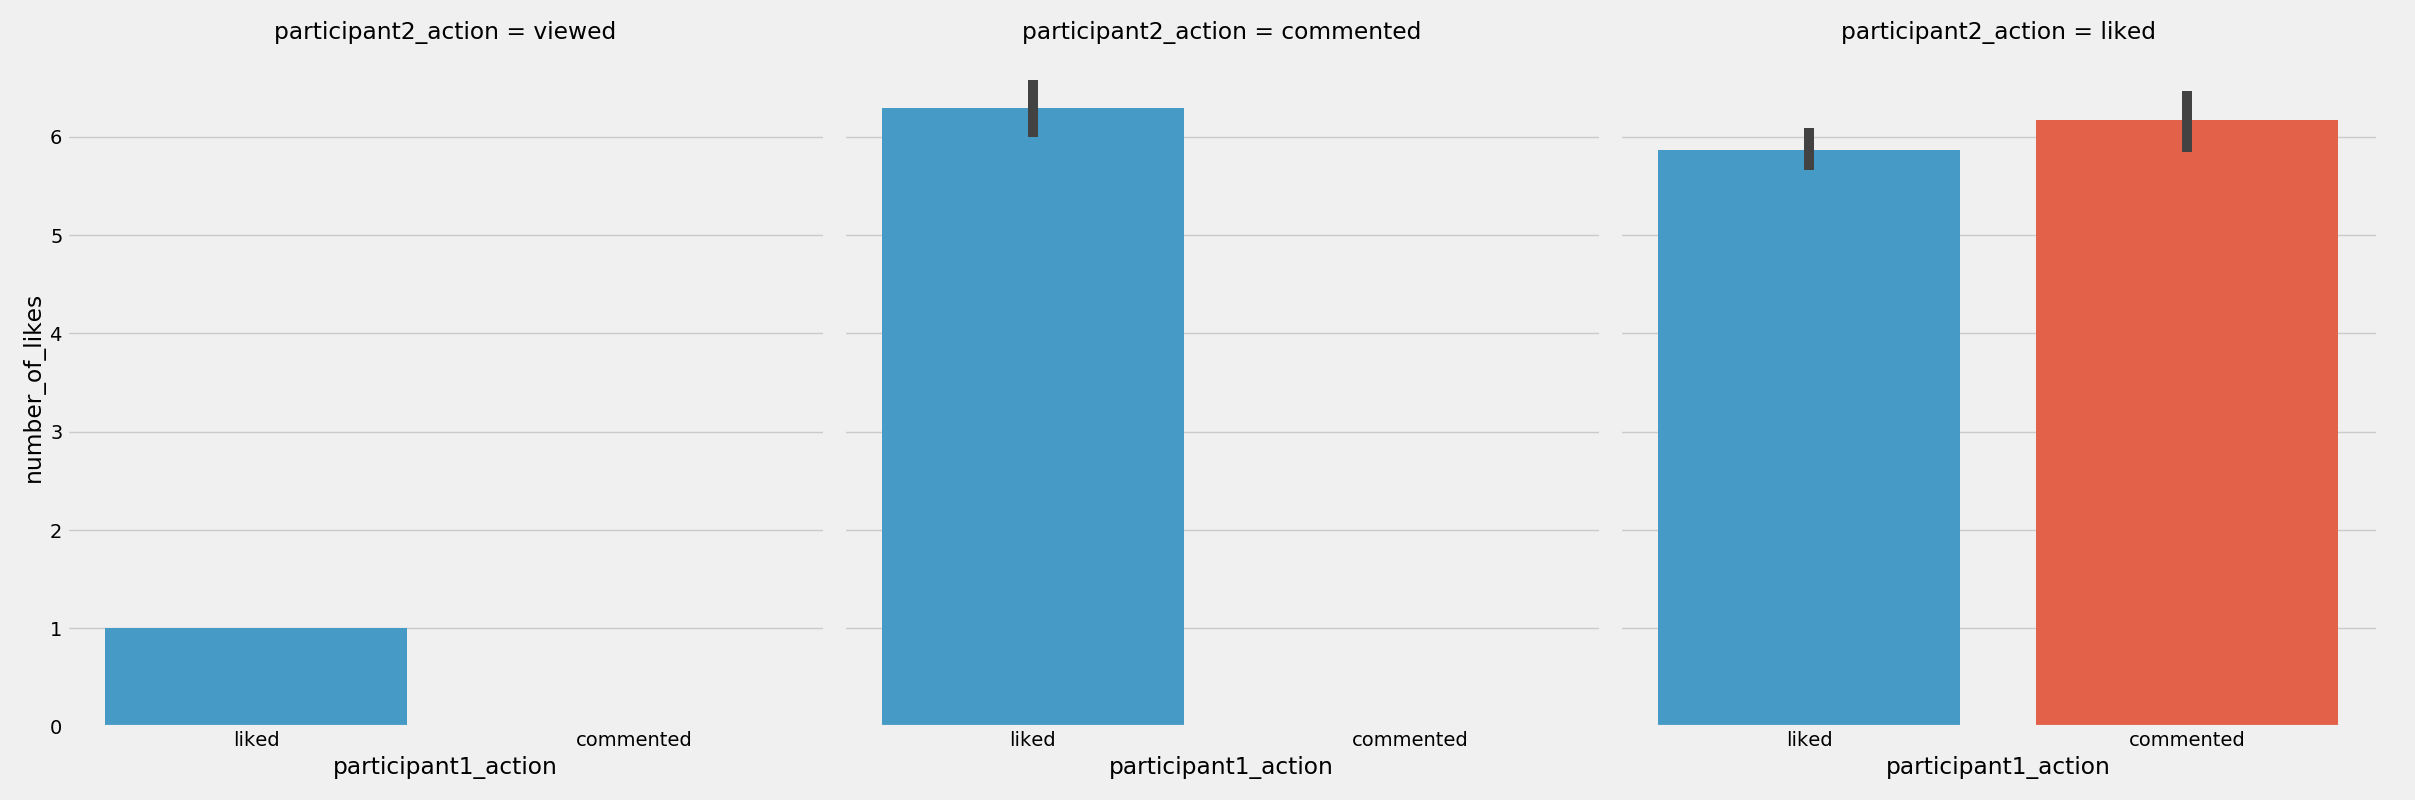 participant2_action = viewed
participant2_action = commented
participant2_action = liked
number_of_likes
6
5
4
3
2
1
0
liked
commented
liked
commented
liked
commented
participant1_action
participant1_action
participant1_action